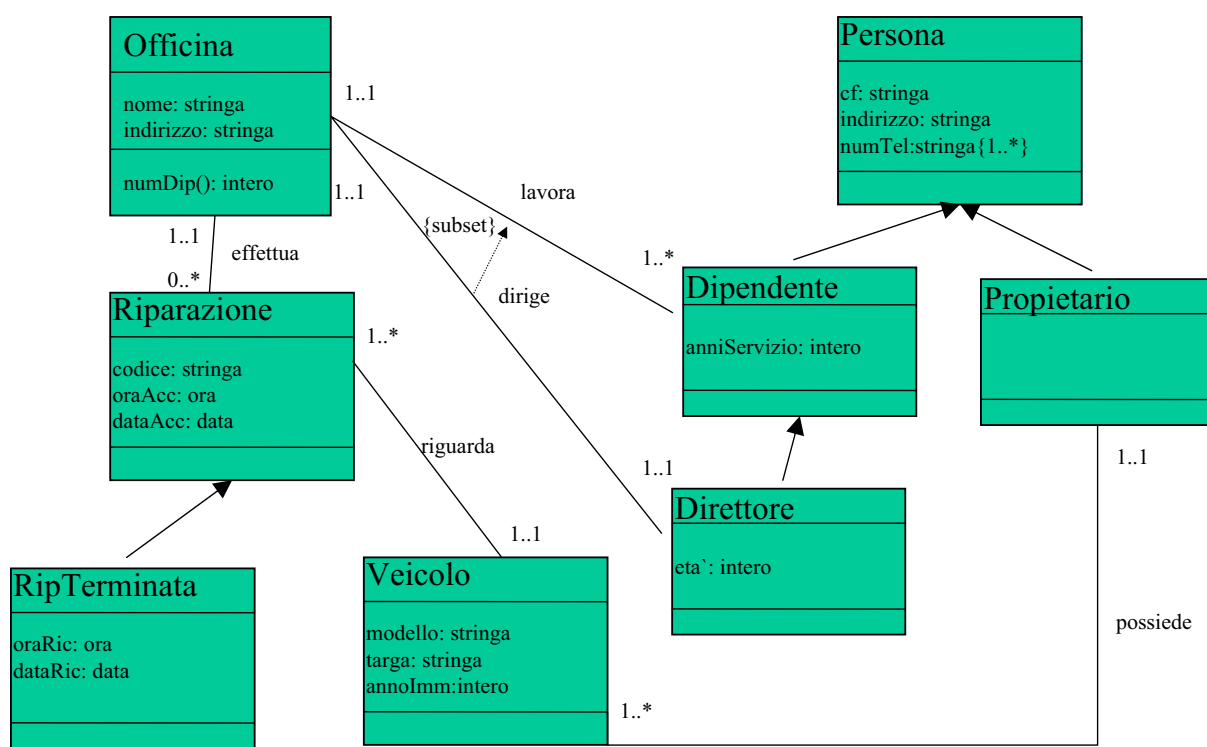 Officina
nome: stringa
indirizzo: stringa
numDip(): intero
Persona
cf: stringa
indirizzo: stringa
numTel:stringa{1..*}
1..1
1..1
lavora
{subset}
dirige
1..*
1..1
effettua
0..*
Riparazione
codice: stringa
oraAcc: ora
dataAcc: data
1..*
riguarda
1..1
Dipendente
anniServizio: intero
Propietario
1..1
1..1
Direttore
eta`: intero
possiede
RipTerminata
oraRic: ora
dataRic: data
Veicolo
modello: stringa
targa: stringa
annoImm:intero
1..*